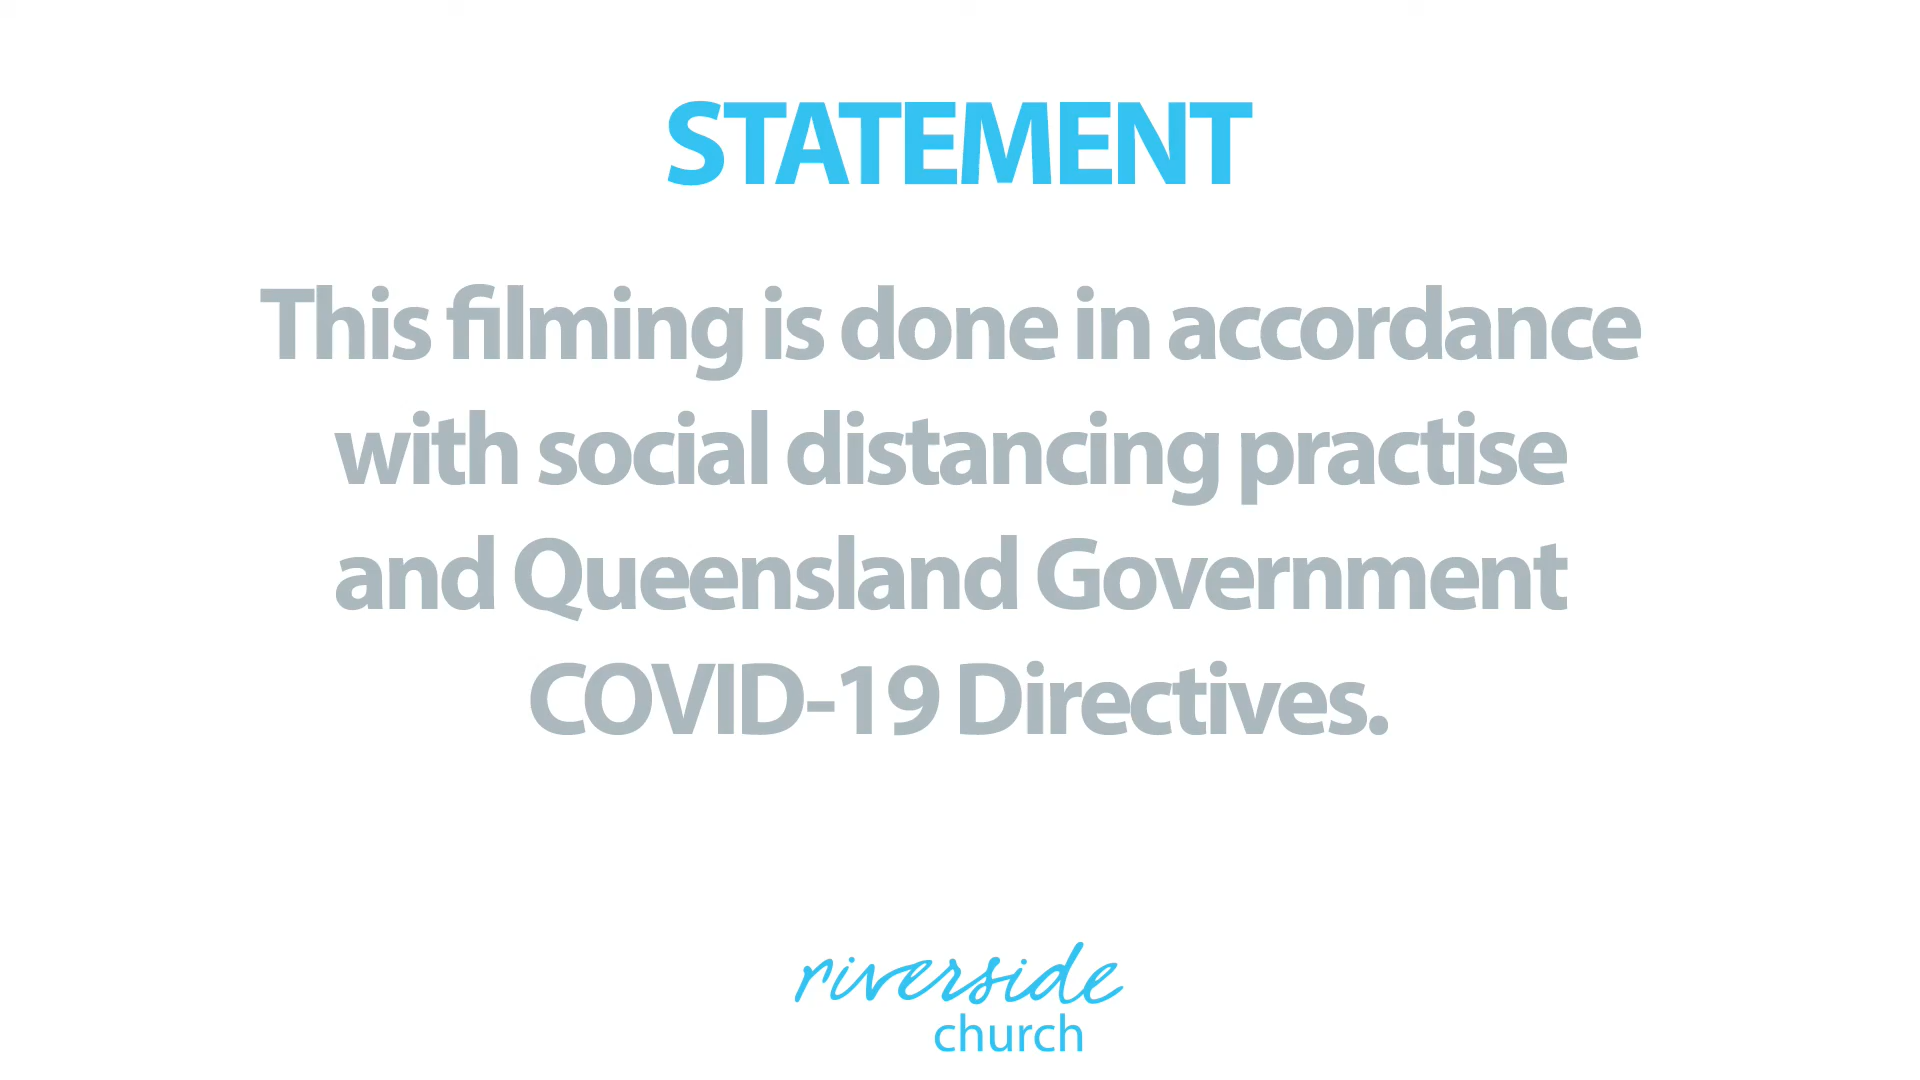 STATEMENT
This filming is done in accordance
with social distancing practise
and Queensland Government
COVID-19 Directives.
riverside
church